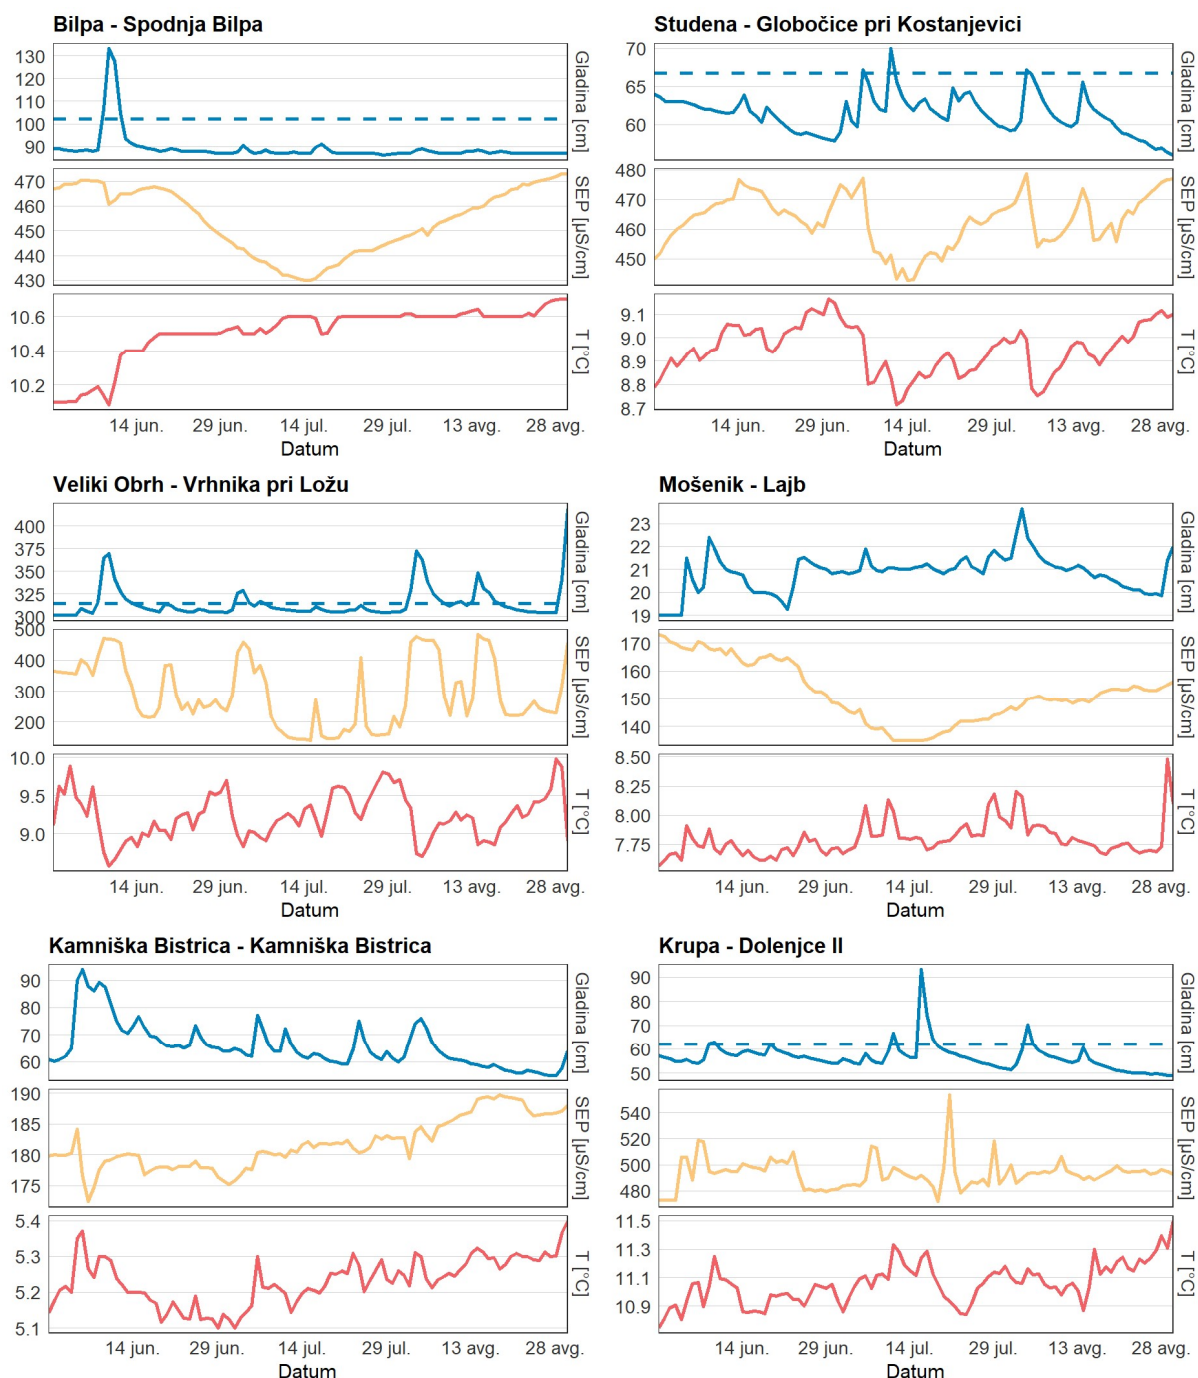 Bilpa - Spodnja Bilpa
130
120
110
100
90
Gladina [cm]
470
460
450
440
430
SEP [µS/cm]
10.6
10.4
10.2
T [°C]
14 jun. 29 jun. 14 jul. 29 jul. 13 avg. 28 avg.
Datum
Studena - Globočice pri Kostanjevici
70
65
60
Gladina [cm]
480
470
460
450
SEP [µS/cm]
9.1
9.0
8.9
8.8
8.7
T [°C]
14 jun. 29 jun. 14 jul. 29 jul. 13 avg. 28 avg.
Datum
Veliki Obrh - Vrhnika pri Ložu
400
375
350
325
300
Gladina [cm]
500
400
300
200
SEP [µS/cm]
10.0
9.5
9.0
T [°C]
14 jun. 29 jun. 14 jul. 29 jul. 13 avg. 28 avg.
Datum
Mošenik - Lajb
23
22
21
20
19
Gladina [cm]
170
160
150
140
SEP [µS/cm]
8.50
8.25
8.00
7.75
T [°C]
14 jun. 29 jun. 14 jul. 29 jul. 13 avg. 28 avg.
Datum
Kamniška Bistrica - Kamniška Bistrica
90
80
70
60
Gladina [cm]
190
185
180
175
SEP [µS/cm]
5.4
5.3
5.2
5.1
T [°C]
14 jun. 29 jun. 14 jul. 29 jul. 13 avg. 28 avg.
Datum
Krupa - Dolenjce II
90
80
70
60
50
Gladina [cm]
540
520
500
480
SEP [µS/cm]
11.5
11.3
11.1
10.9
T [°C]
14 jun. 29 jun. 14 jul. 29 jul. 13 avg. 28 avg.
Datum